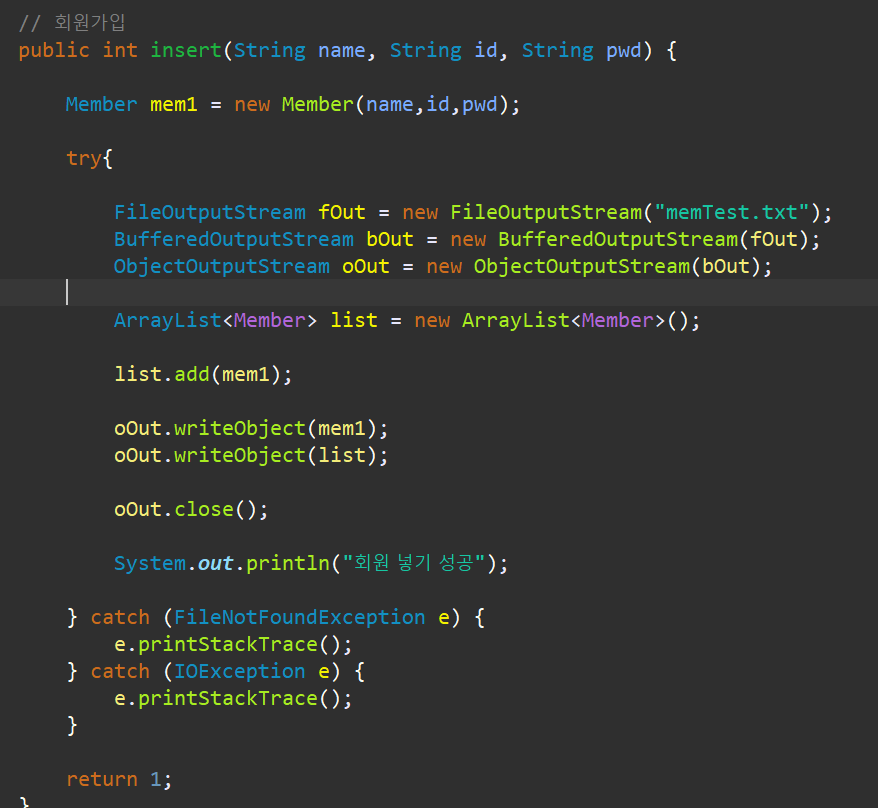 // 회원가입
public int insert(String name, String id, String pwd) {
Member mem1 = new Member(name,id,pwd);
try{
FileOutputStream fOut = new FileOutputStream("memTest.txt");
BufferedOutputStream bOut = new BufferedOutputStream(fOut);
ObjectOutputStream oOut = new ObjectOutputStream(bOut);
ArrayList<Member> list = new ArrayList<Member>();
list.add(mem1);
oOut.writeObject(mem1);
oOut.writeObject(list);
oOut.close();
System.out.println("회원 넣기 성공");
} catch (FileNotFoundException e) {
e.printStackTrace();
} catch (IOException e) {
e.printStackTrace();
}
return 1;
}